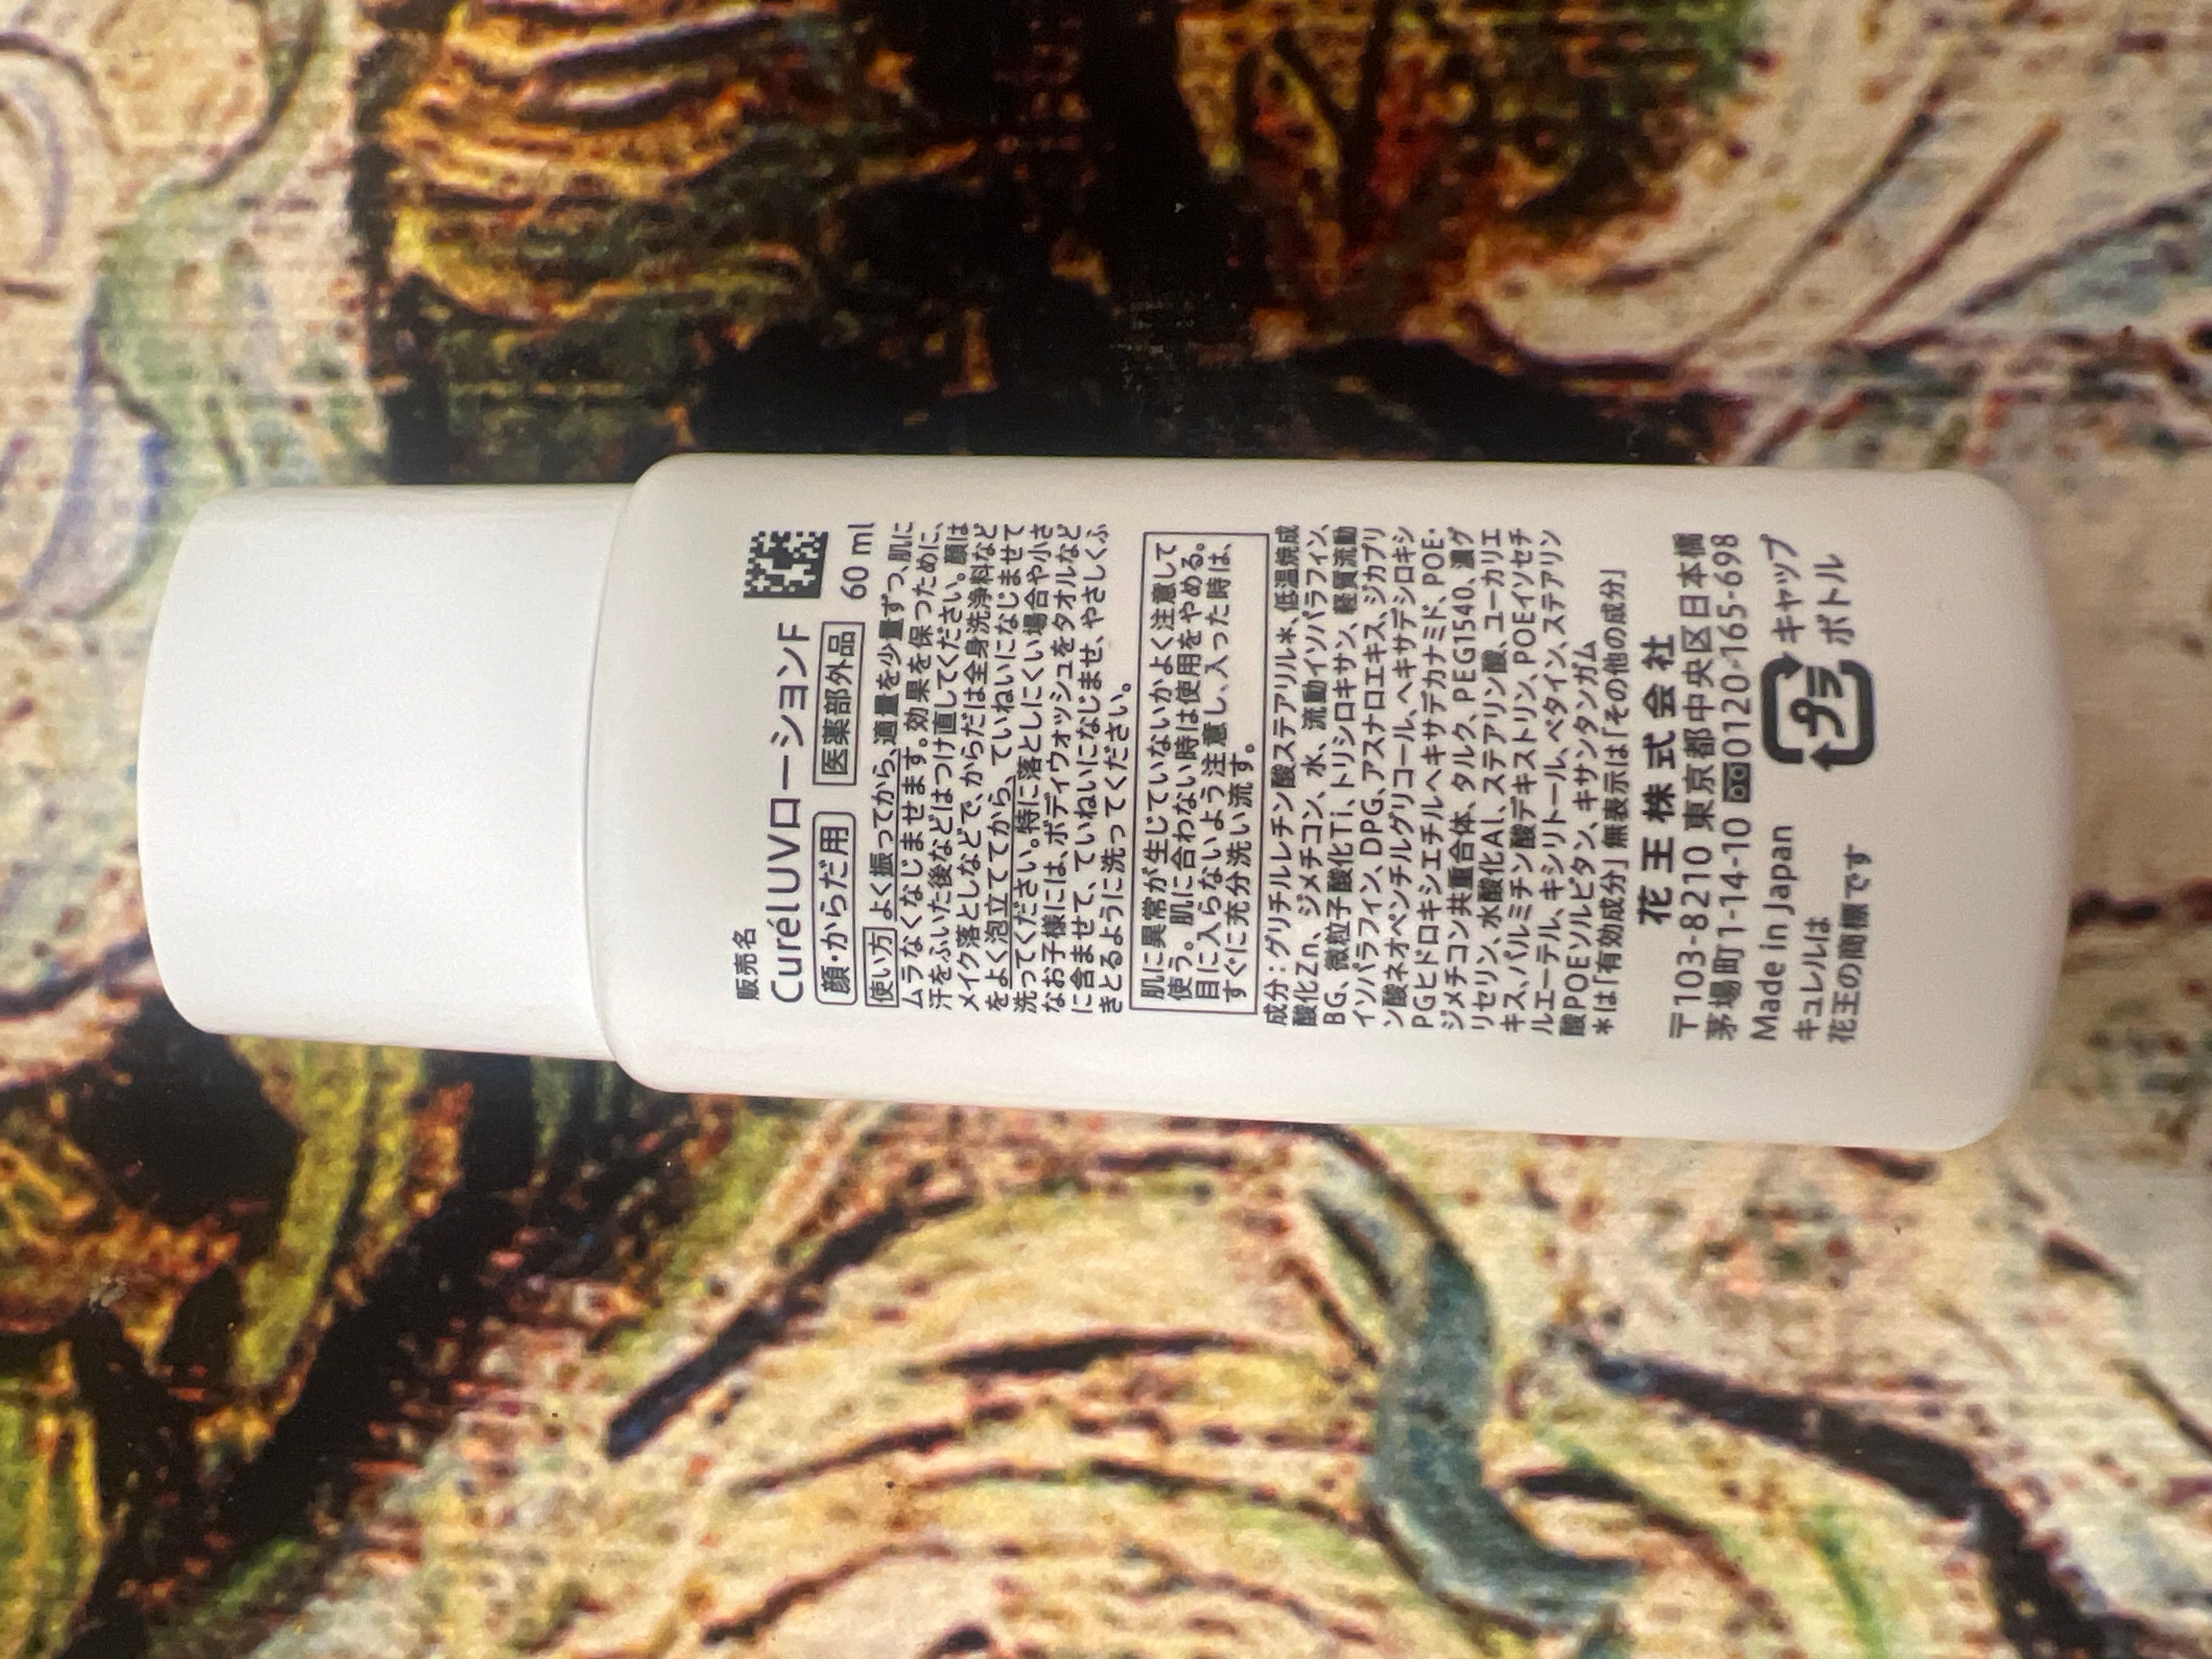 販売名
CurélUVローションF
顔・からだ用 医薬部外品 60 ml
使い方 よく振ってから、適量を少量ずつ、肌に
ムラなくなじませます。効果を保つために、
汗をふいた後などはつけ直してください。顔は
メイク落としなどで、からだは全身洗浄料など
をよく泡立ててから、ていねいになじませて
洗ってください。特に落としにくい場合や小さ
なお子様には、ボディウォッシュをタオルなど
に含ませて、ていねいになじませ、やさしくふ
きとるように洗ってください。
肌に異常が生じていないかよく注意して
使う。肌に合わない時は使用をやめる。
目に入らないよう注意し、入った時は、
すぐに充分洗い流す。
成分:グリチルレチン酸ステアリル*、低温焼成
酸化Zn、ジメチコン、水、流動イソパラフィン、
BG、微粒子酸化Ti、トリシロキサン、軽質流動
イソパラフィン、DPG、アスナロエキス、ジカプリ
ン酸ネオペンチルグリコール、ヘキサデシロキシ
PGヒドロキシエチルヘキサデカナミド、POE・
ジメチコン共重合体、タルク、PEG1540、濃グ
リセリン、水酸化Al、ステアリン酸、ユーカリエ
キス、パルミチン酸デキストリン、POEイソセチ
ルエーテル、キシリトール、ベタイン、ステアリン
酸POEソルビタン、キサンタンガム
*は「有効成分」無表示は「その他の成分」
花王株式会社
〒103-8210 東京都中央区日本橋
茅場町1-14-10 0120-165-698
Made in Japan
キュレルは
花王の商標です
プラ
キャップ
ボトル